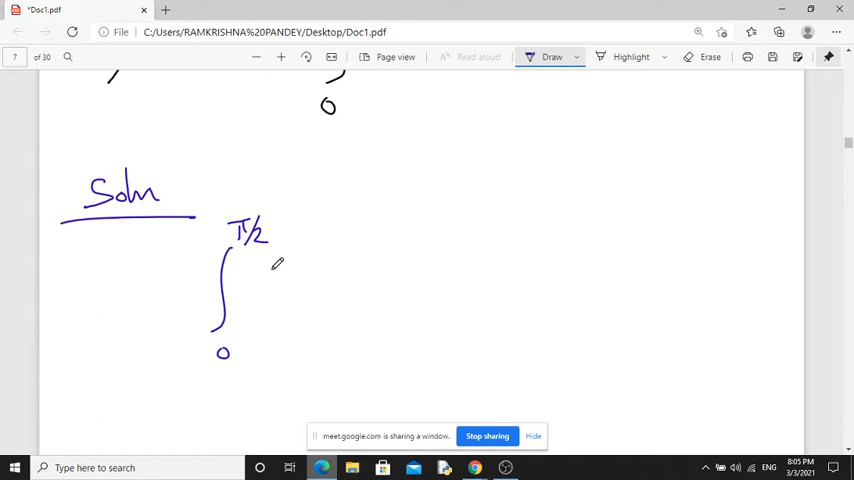 *Doc1.pdf
File C:/Users/RAMKRISHNA%20PANDEY/Desktop/Doc1.pdf
7 of 30 Page view Read aloud Draw Highlight Erase
0
Soln
π/2
∫
0
meet.google.com is sharing a window. Stop sharing Hide
Type here to search
ENG
8:05 PM
3/3/2021